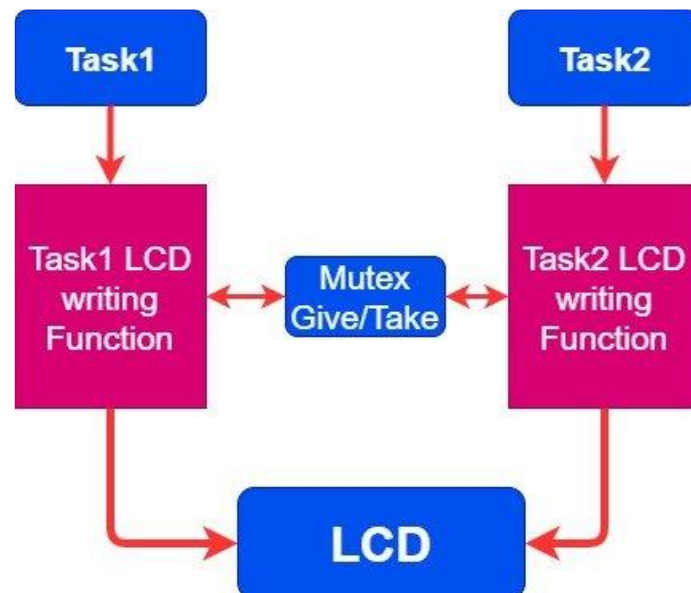 Task1
Task2
Task1 LCD
writing
Function
Mutex
Give/Take
Task2 LCD
writing
Function
LCD